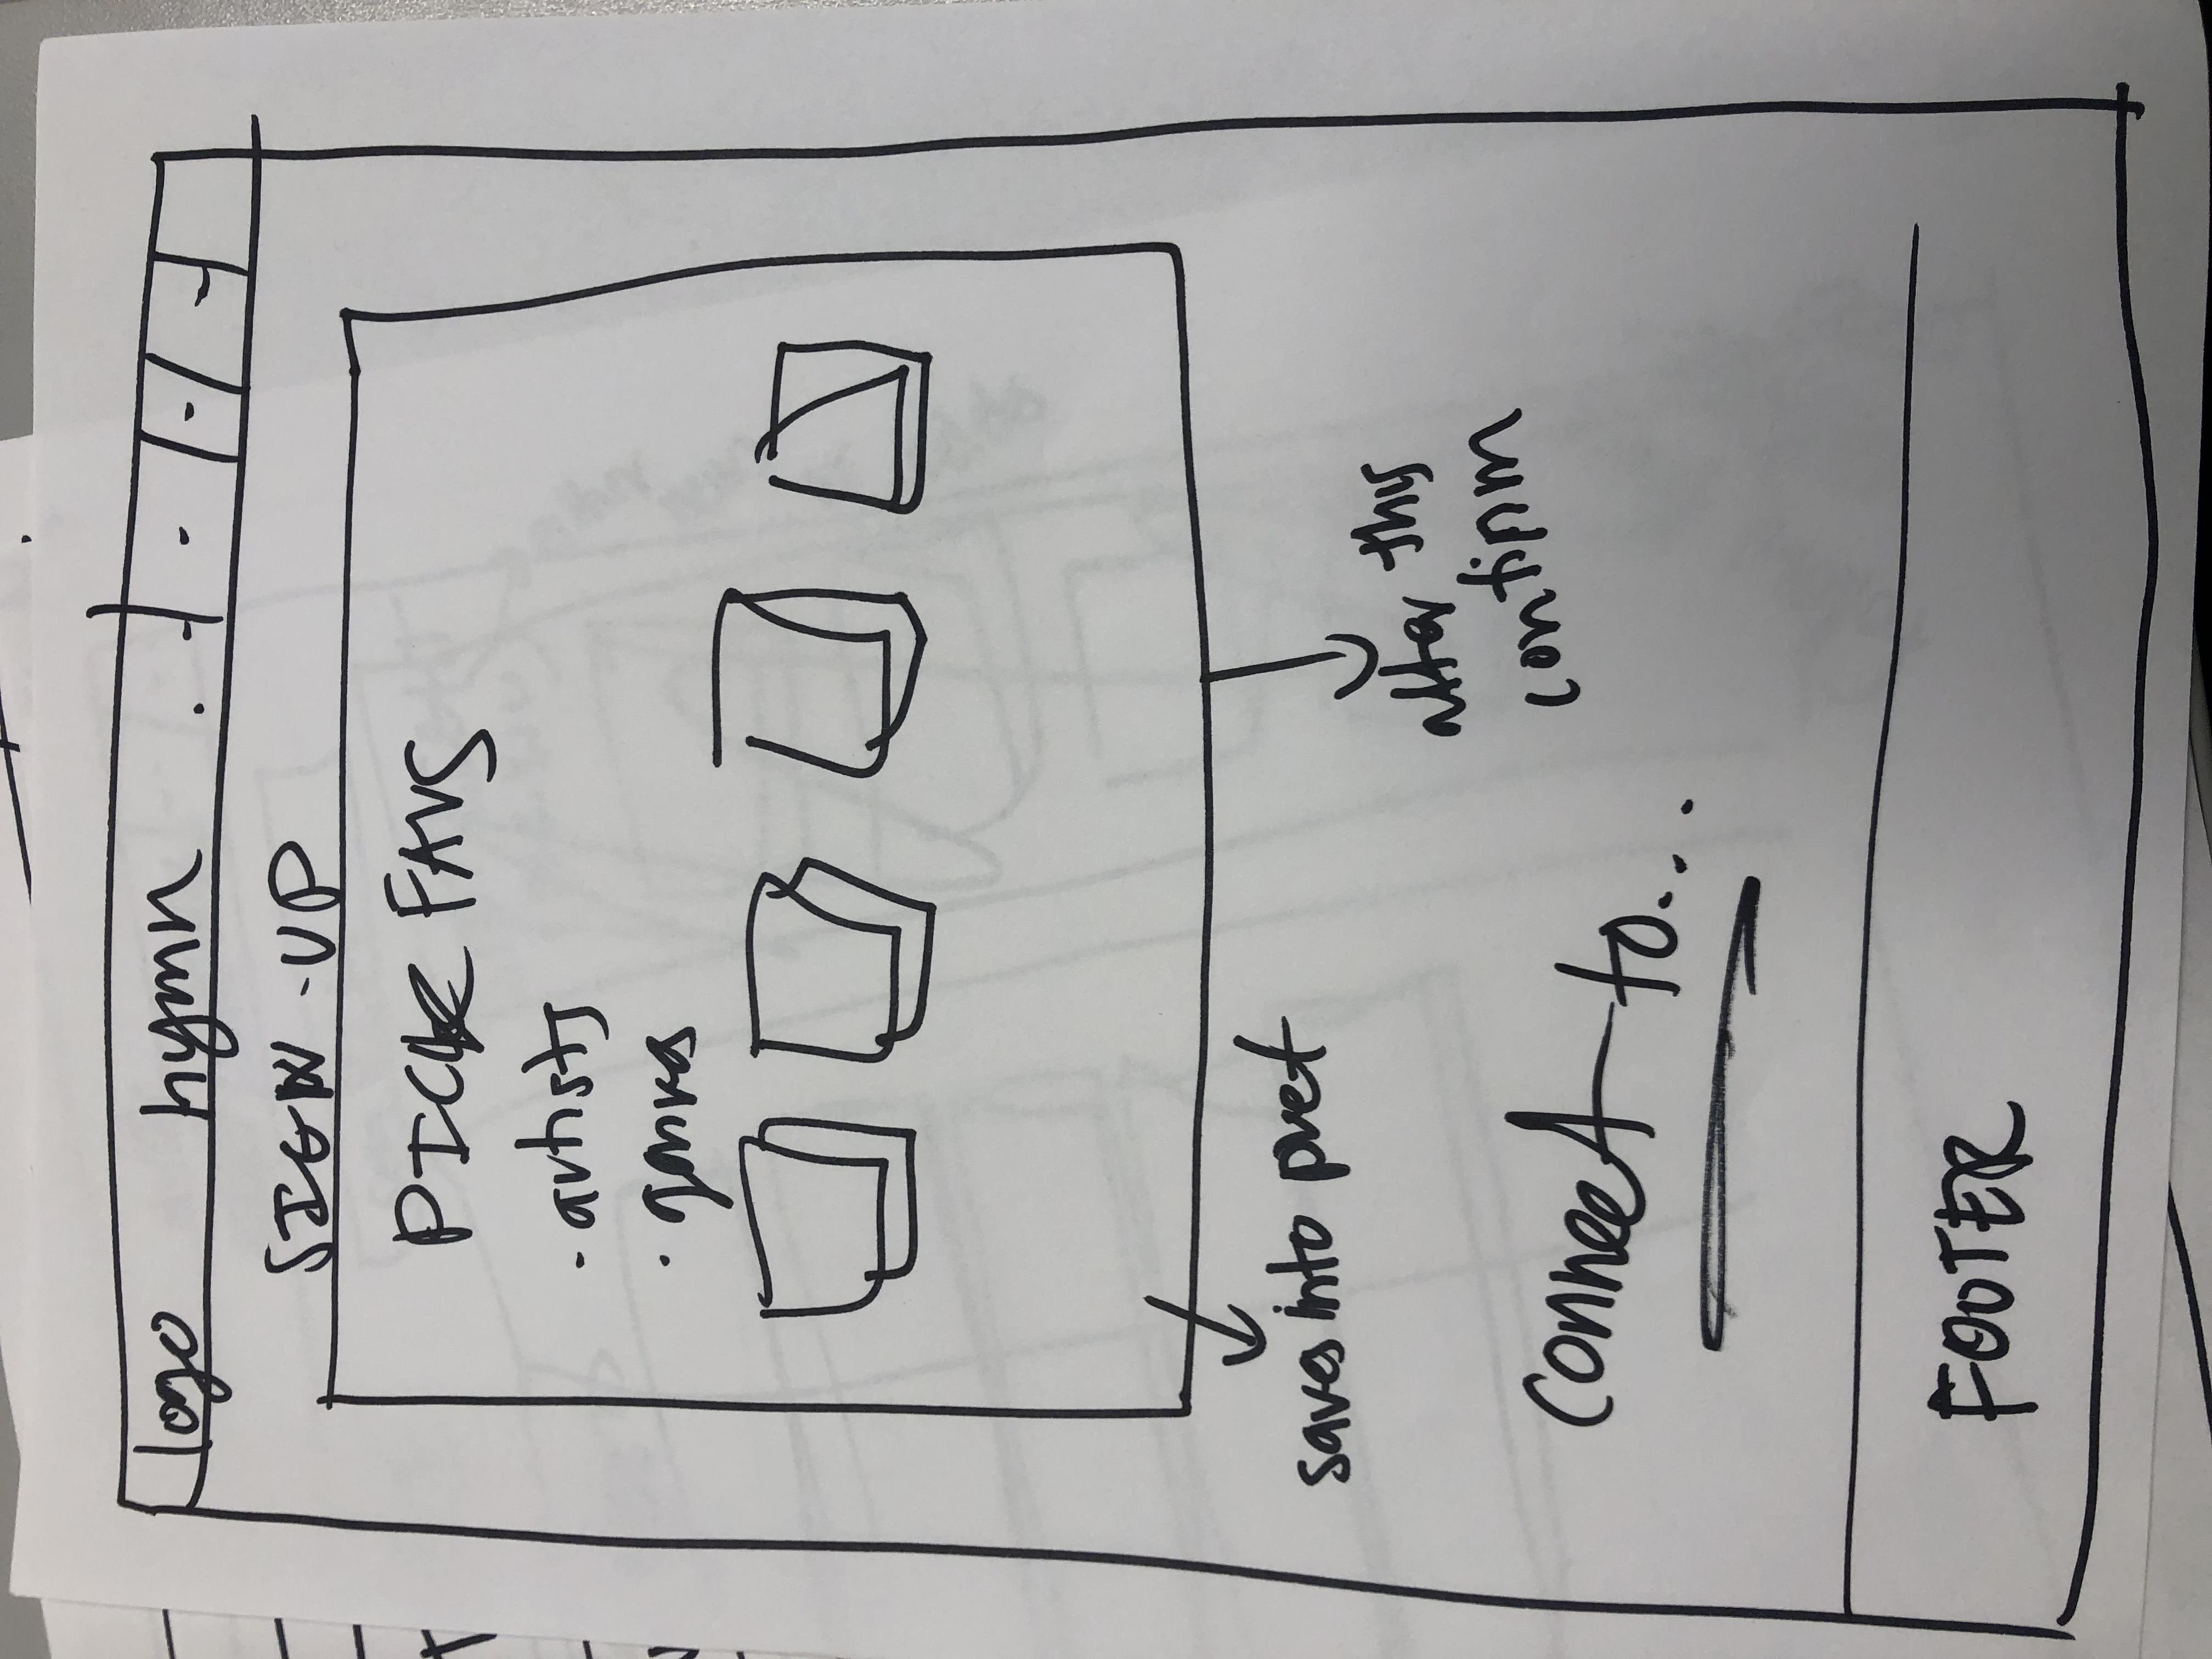 logo hymn
SIGN-UP
PICK FAVS
· artists
· genres
saves into pref
after this
confirm
Connect to...
FOOTER